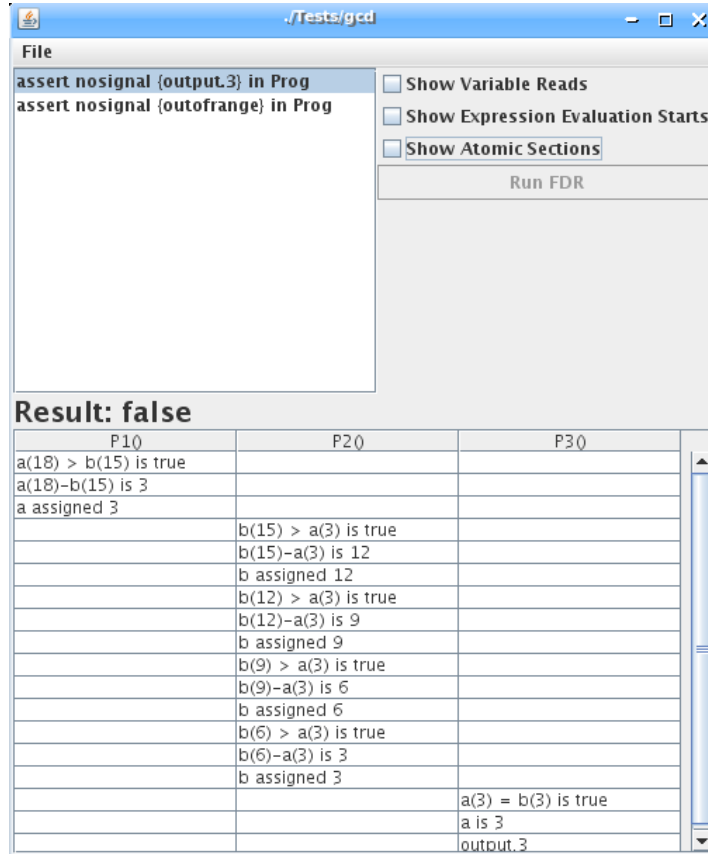 ./Tests/gcd
File
assert nosignal {output.3} in Prog
assert nosignal {outofrange} in Prog
Show Variable Reads
Show Expression Evaluation Starts
Show Atomic Sections
Run FDR
Result: false
P1() P2() P3()
a(18) > b(15) is true
a(18)-b(15) is 3
a assigned 3
b(15) > a(3) is true
b(15)-a(3) is 12
b assigned 12
b(12) > a(3) is true
b(12)-a(3) is 9
b assigned 9
b(9) > a(3) is true
b(9)-a(3) is 6
b assigned 6
b(6) > a(3) is true
b(6)-a(3) is 3
b assigned 3
a(3) = b(3) is true
a is 3
output.3